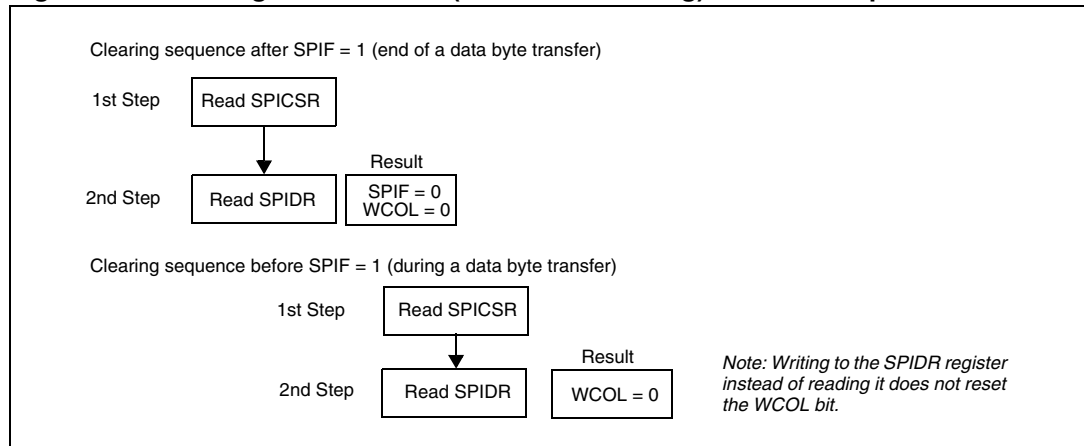 Clearing sequence after SPIF = 1 (end of a data byte transfer)
1st Step
Read SPICSR
Result
2nd Step
Read SPIDR
SPIF = 0
WCOL = 0
Clearing sequence before SPIF = 1 (during a data byte transfer)
1st Step
Read SPICSR
Result
2nd Step
Read SPIDR
WCOL = 0
Note: Writing to the SPIDR register
instead of reading it does not reset
the WCOL bit.